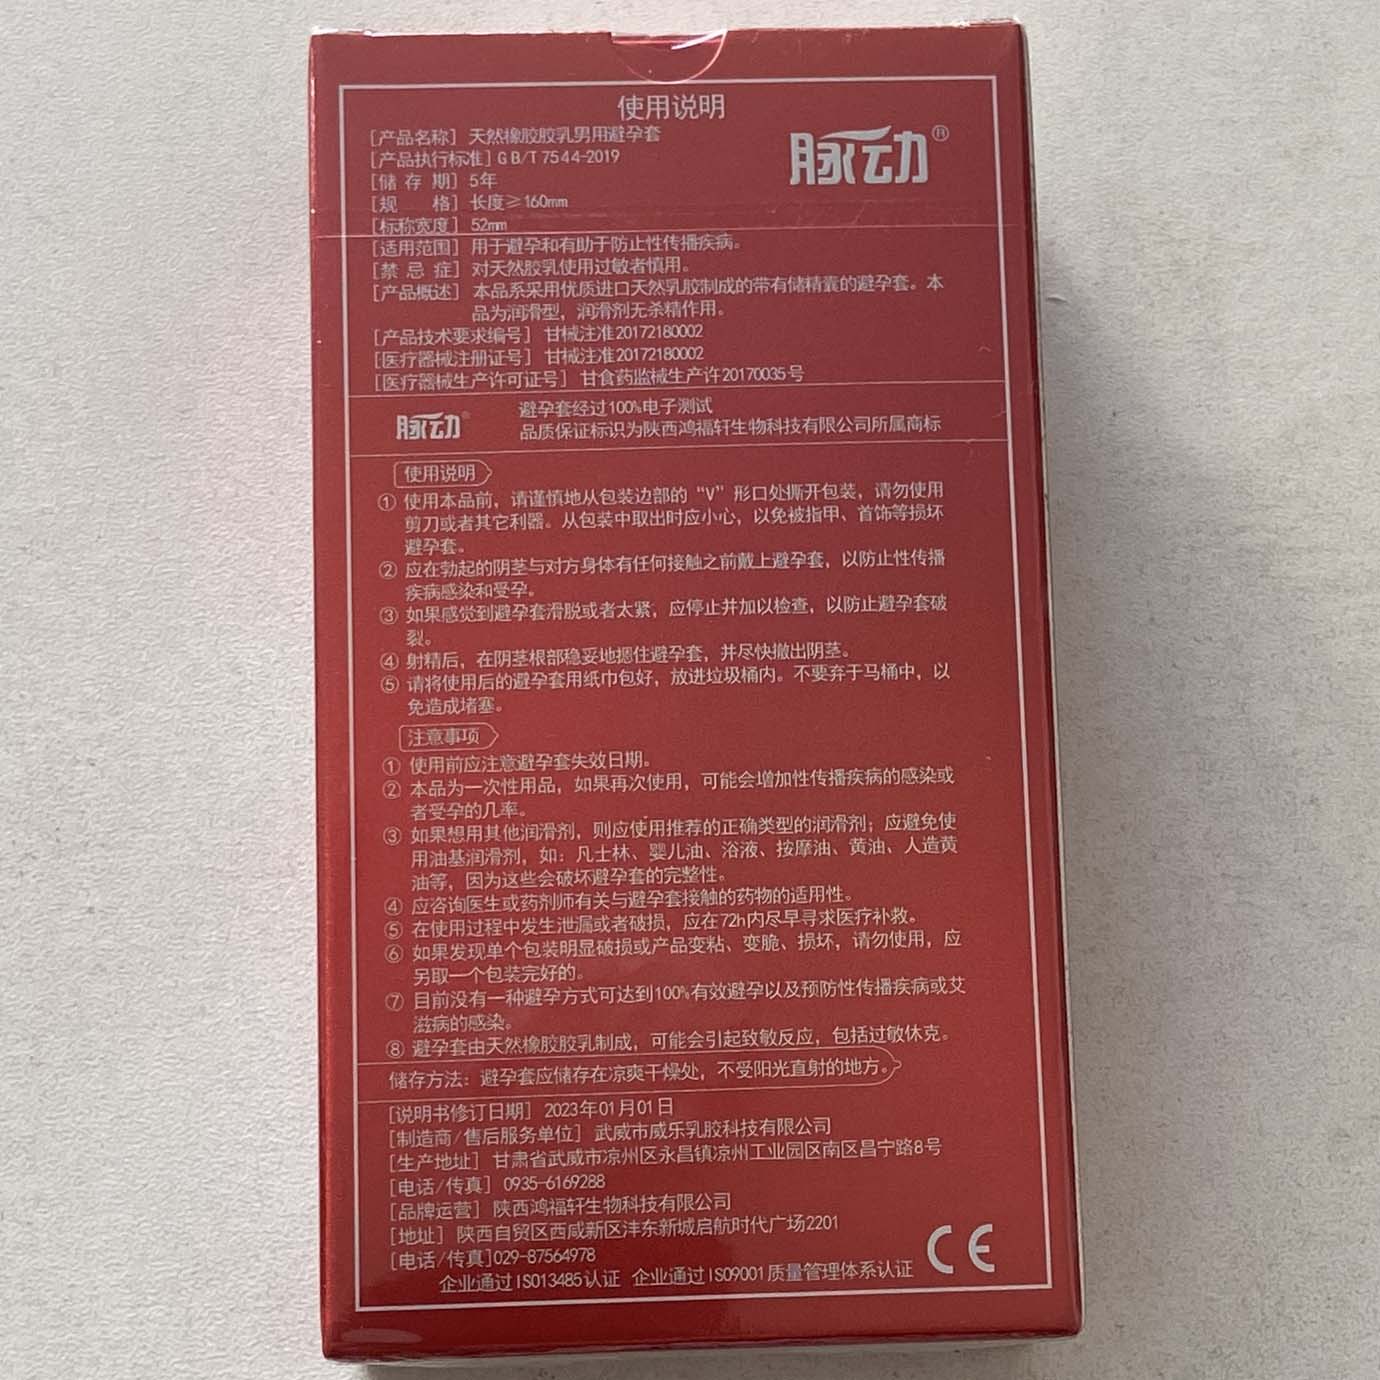 使用说明
脉动®
[产品名称] 天然橡胶胶乳男用避孕套
[产品执行标准] GB/T 7544-2019
[储 存 期] 5年
[规 格] 长度≥160mm
[标称宽度] 52mm
[适用范围] 用于避孕和有助于防止性传播疾病。
[禁 忌 症] 对天然胶乳使用过敏者慎用。
[产品概述] 本品系采用优质进口天然乳胶制成的带有储精囊的避孕套。本
品为润滑型，润滑剂无杀精作用。
[产品技术要求编号] 甘械注准20172180002
[医疗器械注册证号] 甘械注准20172180002
[医疗器械生产许可证号] 甘食药监械生产许20170035号
脉动®
避孕套经过100%电子测试
品质保证标识为陕西鸿福轩生物科技有限公司所属商标
使用说明
① 使用本品前，请谨慎地从包装边部的“V”形口处撕开包装，请勿使用
剪刀或者其它利器。从包装中取出时应小心，以免被指甲、首饰等损坏
避孕套。
② 应在勃起的阴茎与对方身体有任何接触之前戴上避孕套，以防止性传播
疾病感染和受孕。
③ 如果感觉到避孕套滑脱或者太紧，应停止并加以检查，以防止避孕套破
裂。
④ 射精后，在阴茎根部稳妥地摁住避孕套，并尽快撤出阴茎。
⑤ 请将使用后的避孕套用纸巾包好，放进垃圾桶内。不要弃于马桶中，以
免造成堵塞。
注意事项
① 使用前应注意避孕套失效日期。
② 本品为一次性用品，如果再次使用，可能会增加性传播疾病的感染或
者受孕的几率。
③ 如果想用其他润滑剂，则应使用推荐的正确类型的润滑剂；应避免使
用油基润滑剂，如：凡士林、婴儿油、浴液、按摩油、黄油、人造黄
油等，因为这些会破坏避孕套的完整性。
④ 应咨询医生或药剂师有关与避孕套接触的药物的适用性。
⑤ 在使用过程中发生泄漏或者破损，应在72h内尽早寻求医疗补救。
⑥ 如果发现单个包装明显破损或产品变粘、变脆、损坏，请勿使用，应
另取一个包装完好的。
⑦ 目前没有一种避孕方式可达到100%有效避孕以及预防性传播疾病或艾
滋病的感染。
⑧ 避孕套由天然橡胶胶乳制成，可能会引起致敏反应，包括过敏休克。
储存方法：避孕套应储存在凉爽干燥处，不受阳光直射的地方。
[说明书修订日期] 2023年01月01日
[制造商/售后服务单位] 武威市威乐乳胶科技有限公司
[生产地址] 甘肃省武威市凉州区永昌镇凉州工业园区南区昌宁路8号
[电话/传真] 0935-6169288
[品牌运营] 陕西鸿福轩生物科技有限公司
[地址] 陕西自贸区西咸新区沣东新城启航时代广场2201
[电话/传真]029-87564978
企业通过ISO13485认证 企业通过ISO9001质量管理体系认证
CE